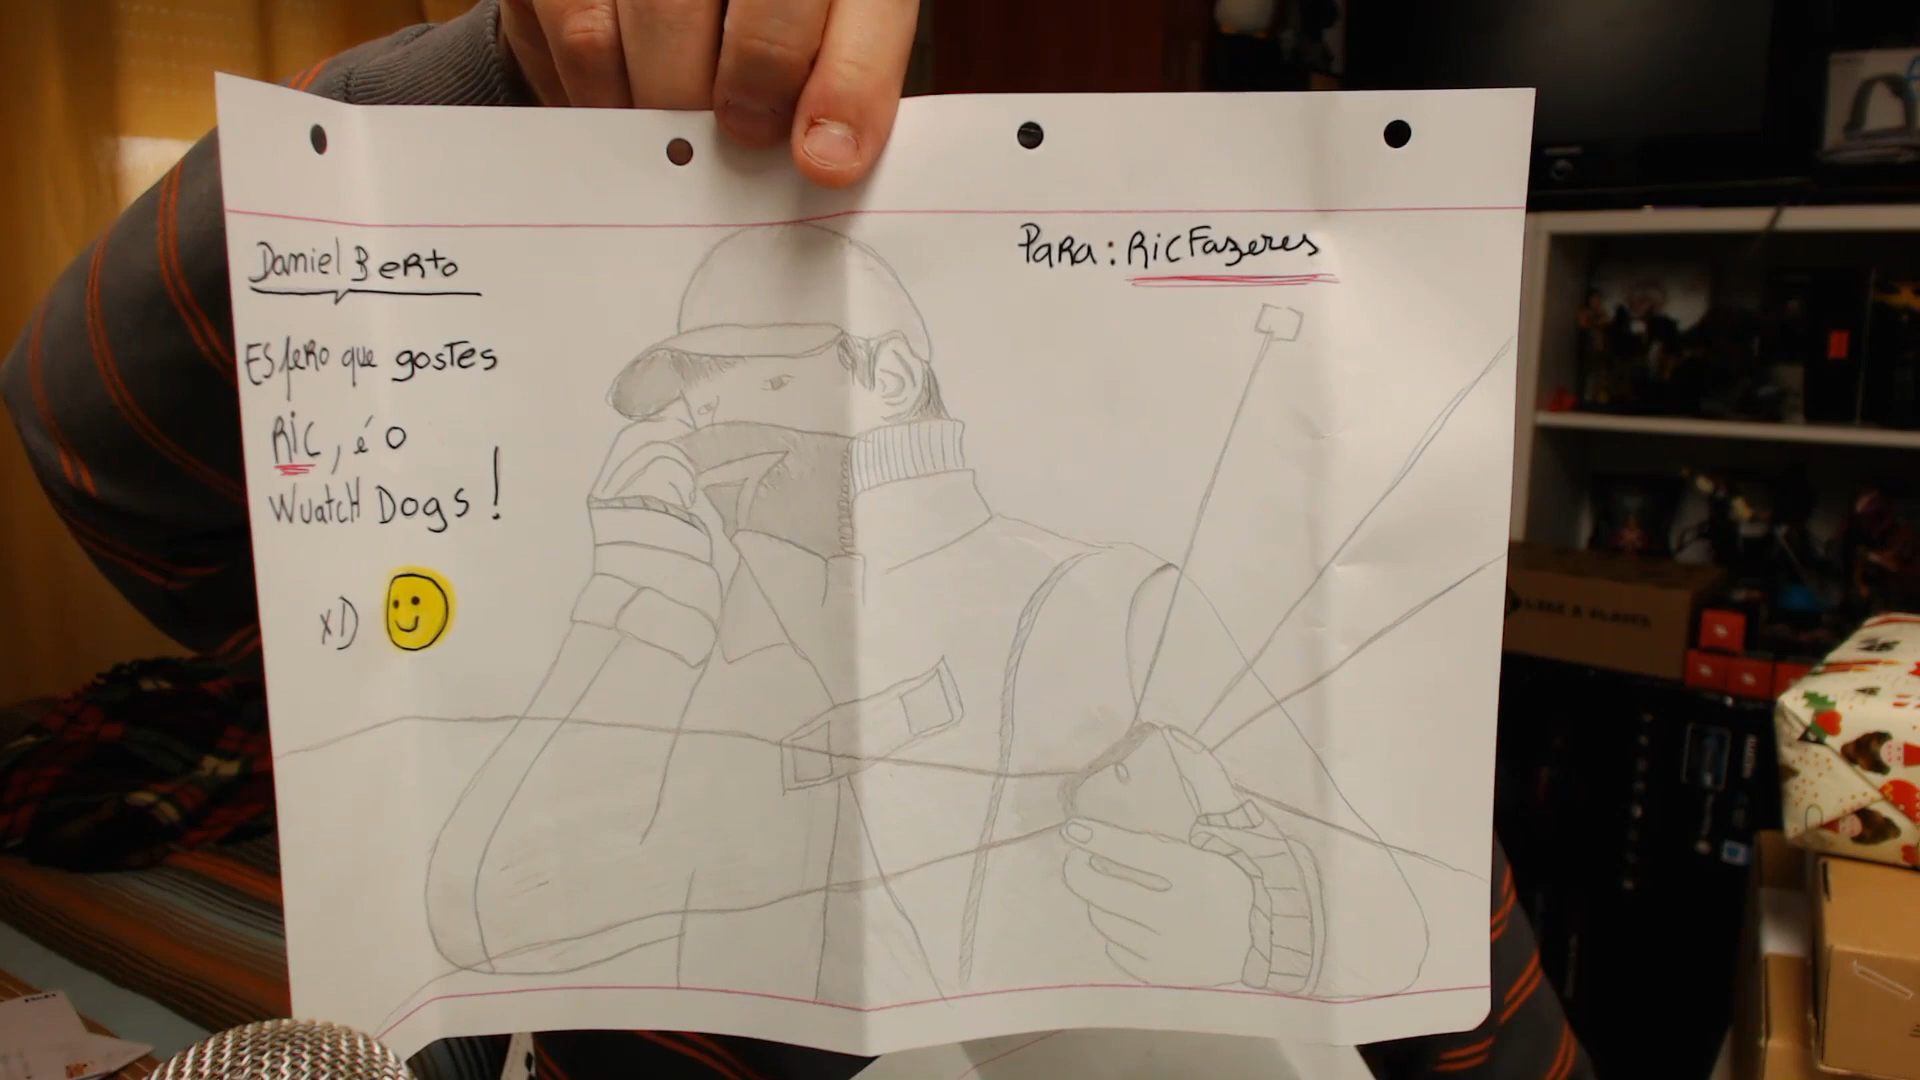 Daniel Berto
Espero que gostes
Ric, é o
Wuatch Dogs!
xD
Para: RicFazeres